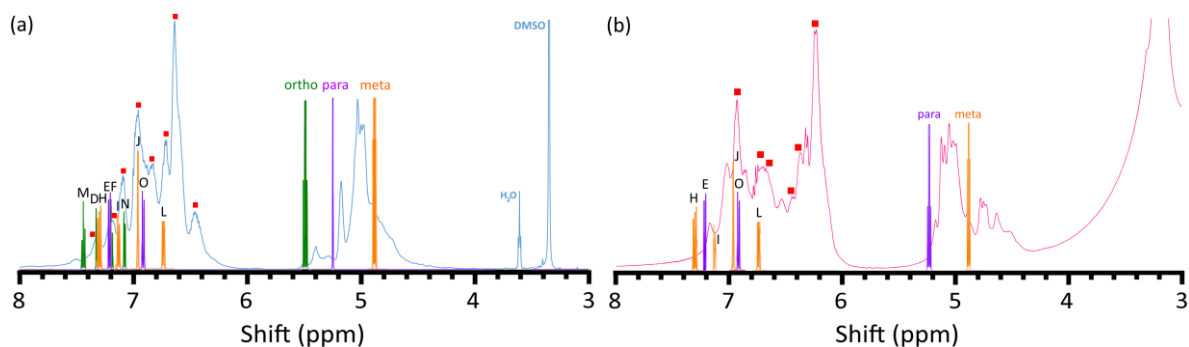 (a)
DMSO
ortho para meta
J
M DH EF I N O L
H₂O
8 7 6 5 4 3
Shift (ppm)
(b)
para meta
J
H E I O L
8 7 6 5 4 3
Shift (ppm)